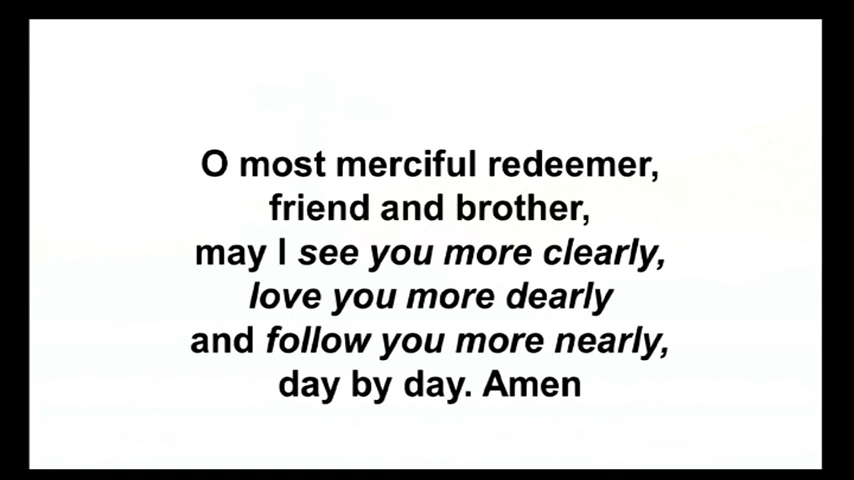 O most merciful redeemer,
friend and brother,
may I see you more clearly,
love you more dearly
and follow you more nearly,
day by day. Amen